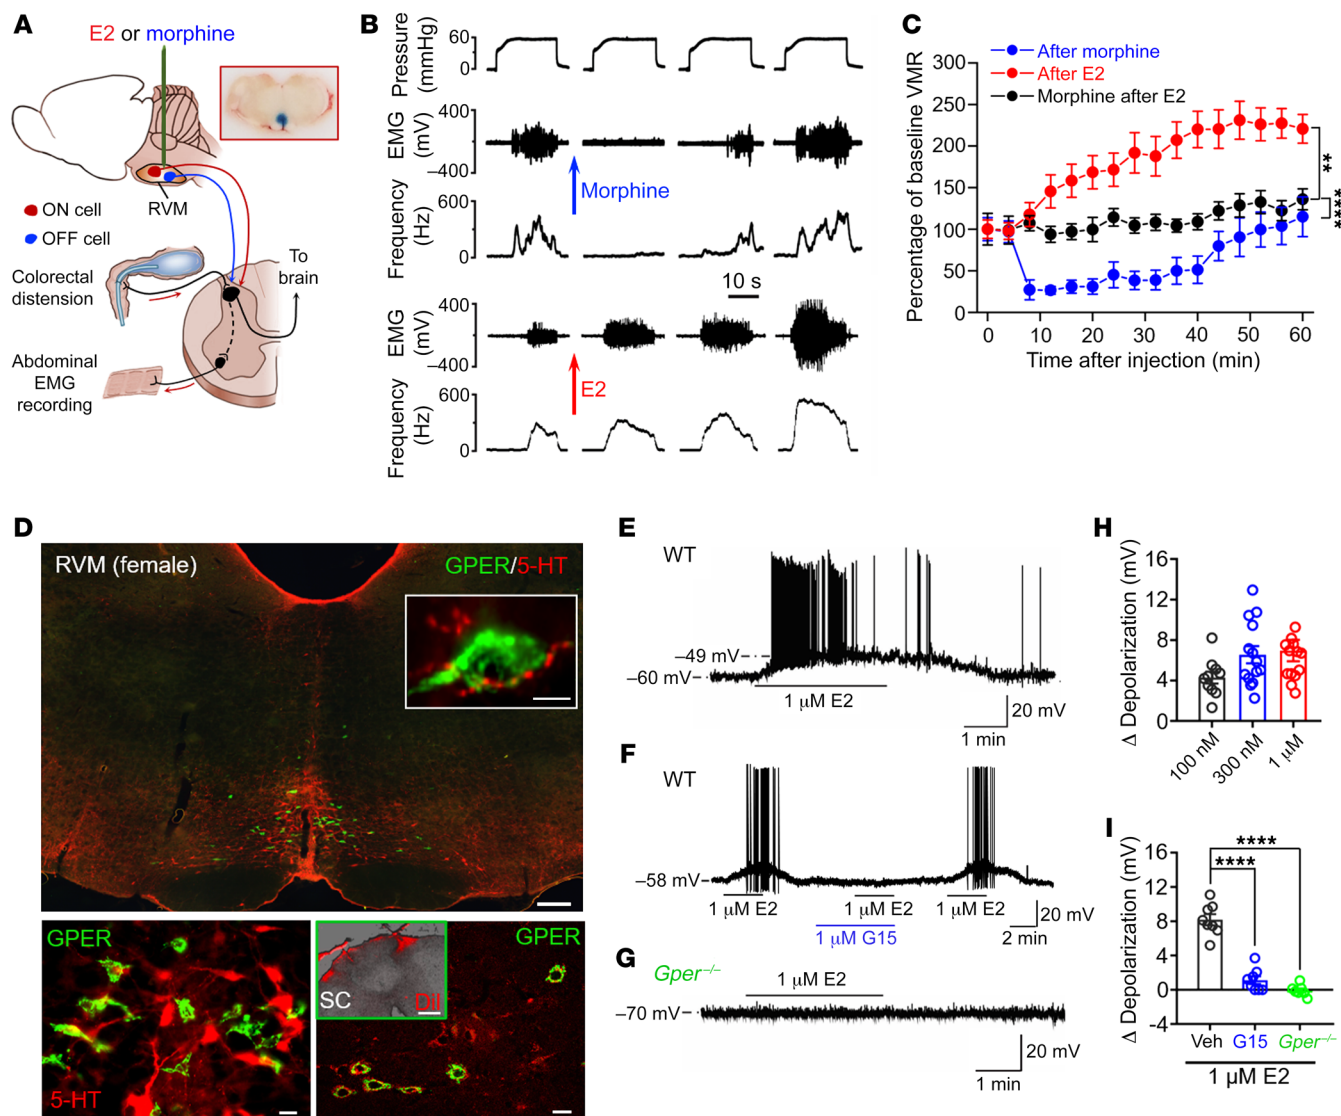 A
E2 or morphine
ON cell
OFF cell
RVM
Colorectal
distension
To
brain
Abdominal
EMG
recording
B
Pressure
(mmHg)
60
0
EMG
(mV)
400
–400
Morphine
Frequency
(Hz)
600
0
10 s
EMG
(mV)
400
–400
E2
Frequency
(Hz)
600
0
C
After morphine
After E2
Morphine after E2
Percentage of baseline VMR
300
250
200
150
100
50
0
0 10 20 30 40 50 60
Time after injection (min)
**
****
D
RVM (female)
GPER/5-HT
GPER
5-HT
SC
DiI
GPER
E
WT
–49 mV
–60 mV
1 μM E2
20 mV
1 min
F
WT
–58 mV
1 μM E2
1 μM E2
1 μM E2
1 μM G15
20 mV
2 min
G
Gper–/–
1 μM E2
–70 mV
20 mV
1 min
H
Δ Depolarization (mV)
16
12
8
4
0
100 nM
300 nM
1 μM
I
Δ Depolarization (mV)
16
12
8
4
0
–4
****
****
Veh G15 Gper–/–
1 μM E2